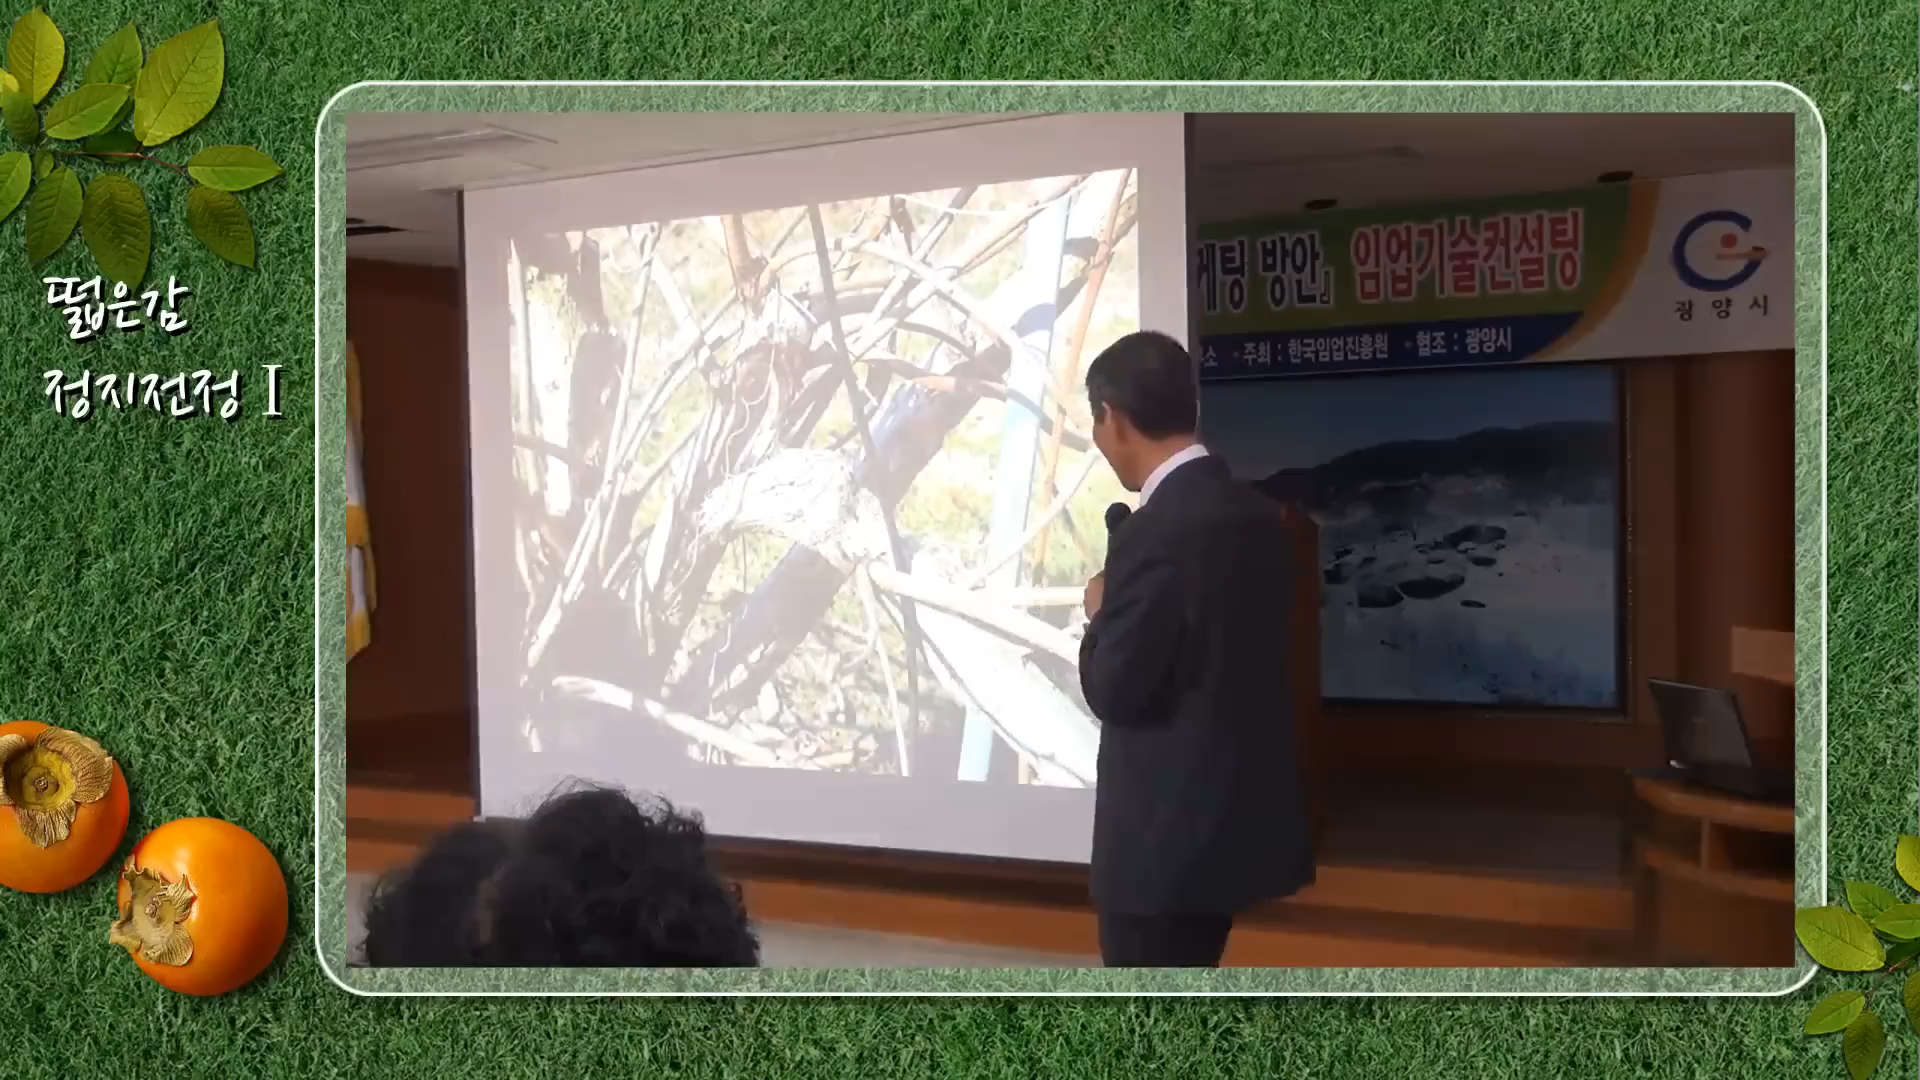 떫은감
정지전정 I
케팅 방안』 임업기술컨설팅
소 - 주최 : 한국임업진흥원 - 협조 : 광양시
광양시